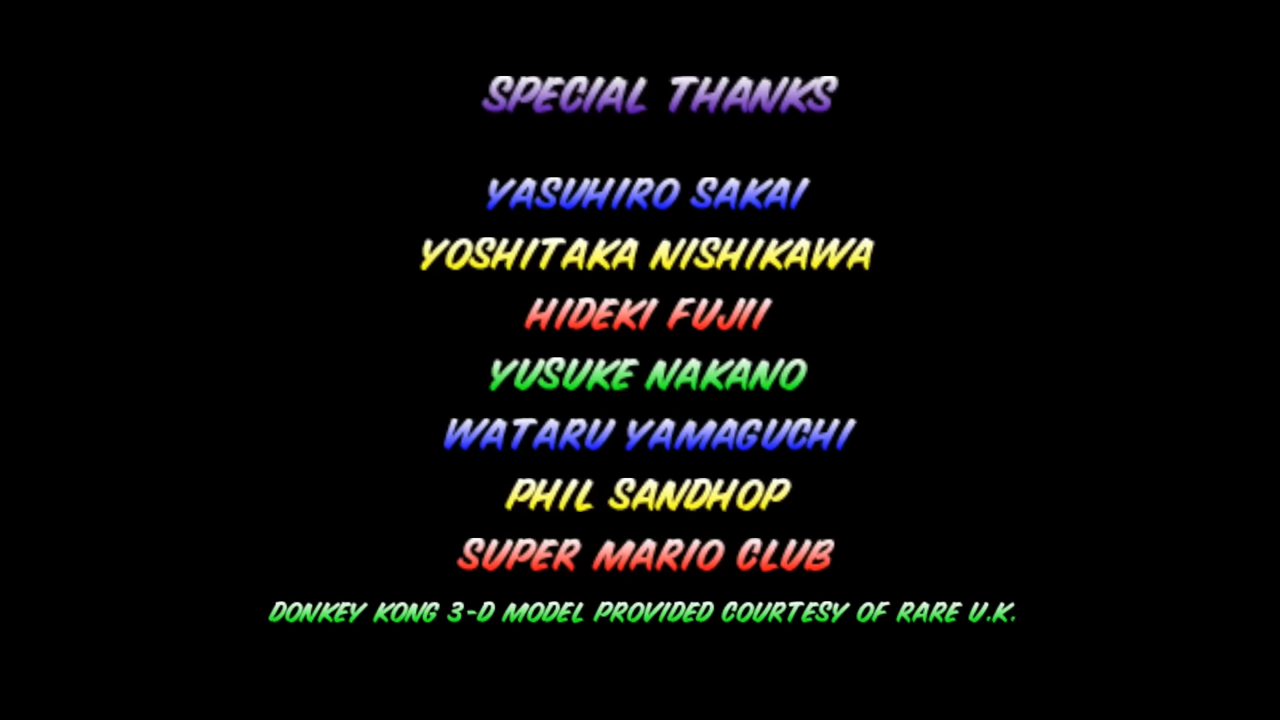 SPECIAL THANKS
YASUHIRO SAKAI
YOSHITAKA NISHIKAWA
HIDEKI FUJII
YUSUKE NAKANO
WATARU YAMAGUCHI
PHIL SANDHOP
SUPER MARIO CLUB
DONKEY KONG 3-D MODEL PROVIDED COURTESY OF RARE U.K.